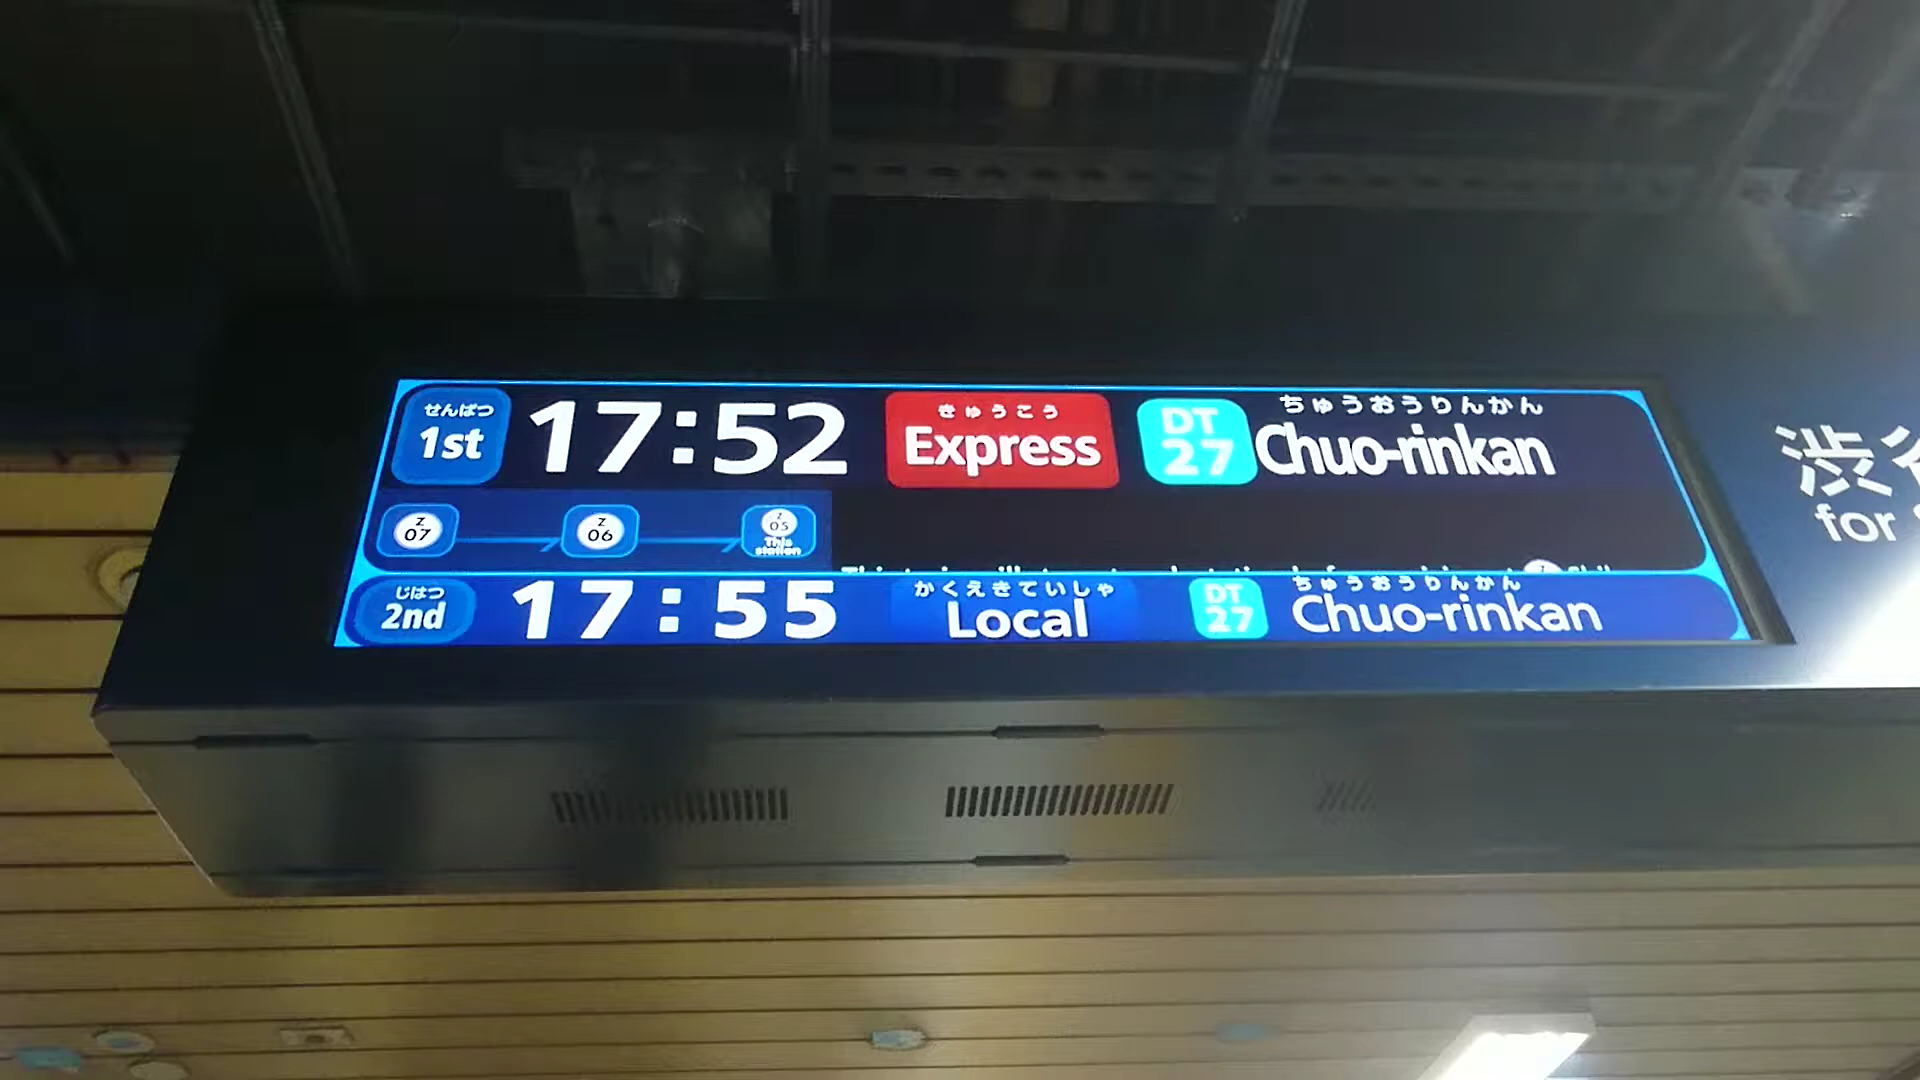 せんぱつ
1st 17:52
きゅうこう
Express
DT
27
ちゅうおうりんかん
Chuo-rinkan
Z
07
Z
06
Z
05
This
station
じはつ
2nd 17:55
かくえきていしゃ
Local
DT
27
ちゅうおうりんかん
Chuo-rinkan
渋
for